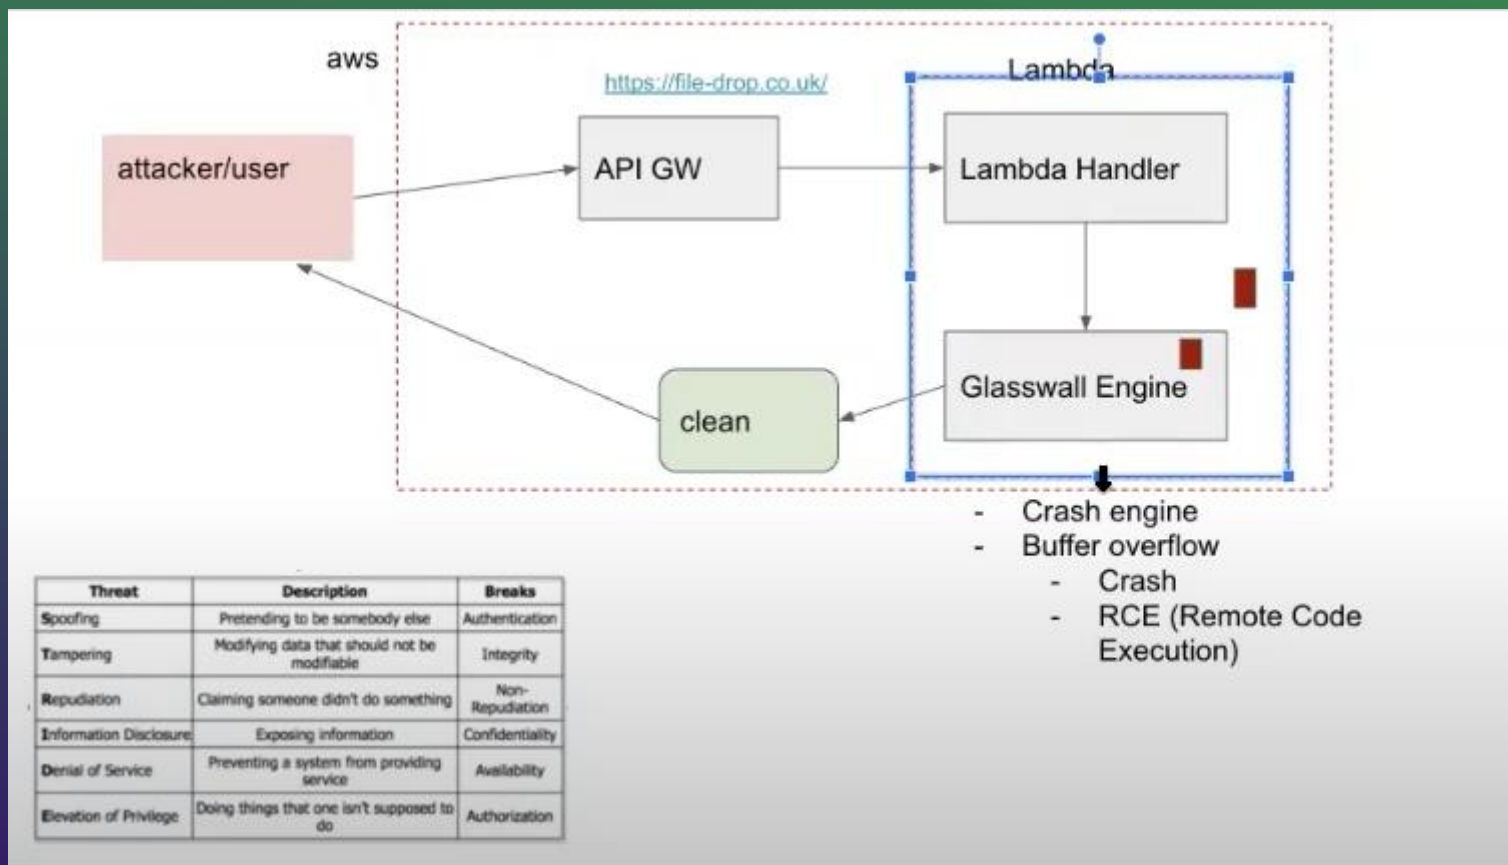 aws
https://file-drop.co.uk/
Lambda
attacker/user
API GW
Lambda Handler
Glasswall Engine
clean
- Crash engine
- Buffer overflow
- Crash
- RCE (Remote Code
Execution)
Threat Description Breaks
Spoofing Pretending to be somebody else Authentication
Tampering Modifying data that should not be
modifiable Integrity
Repudiation Claiming someone didn't do something Non-
Repudiation
Information Disclosure Exposing information Confidentiality
Denial of Service Preventing a system from providing
service Availability
Elevation of Privilege Doing things that one isn't supposed to
do Authorization